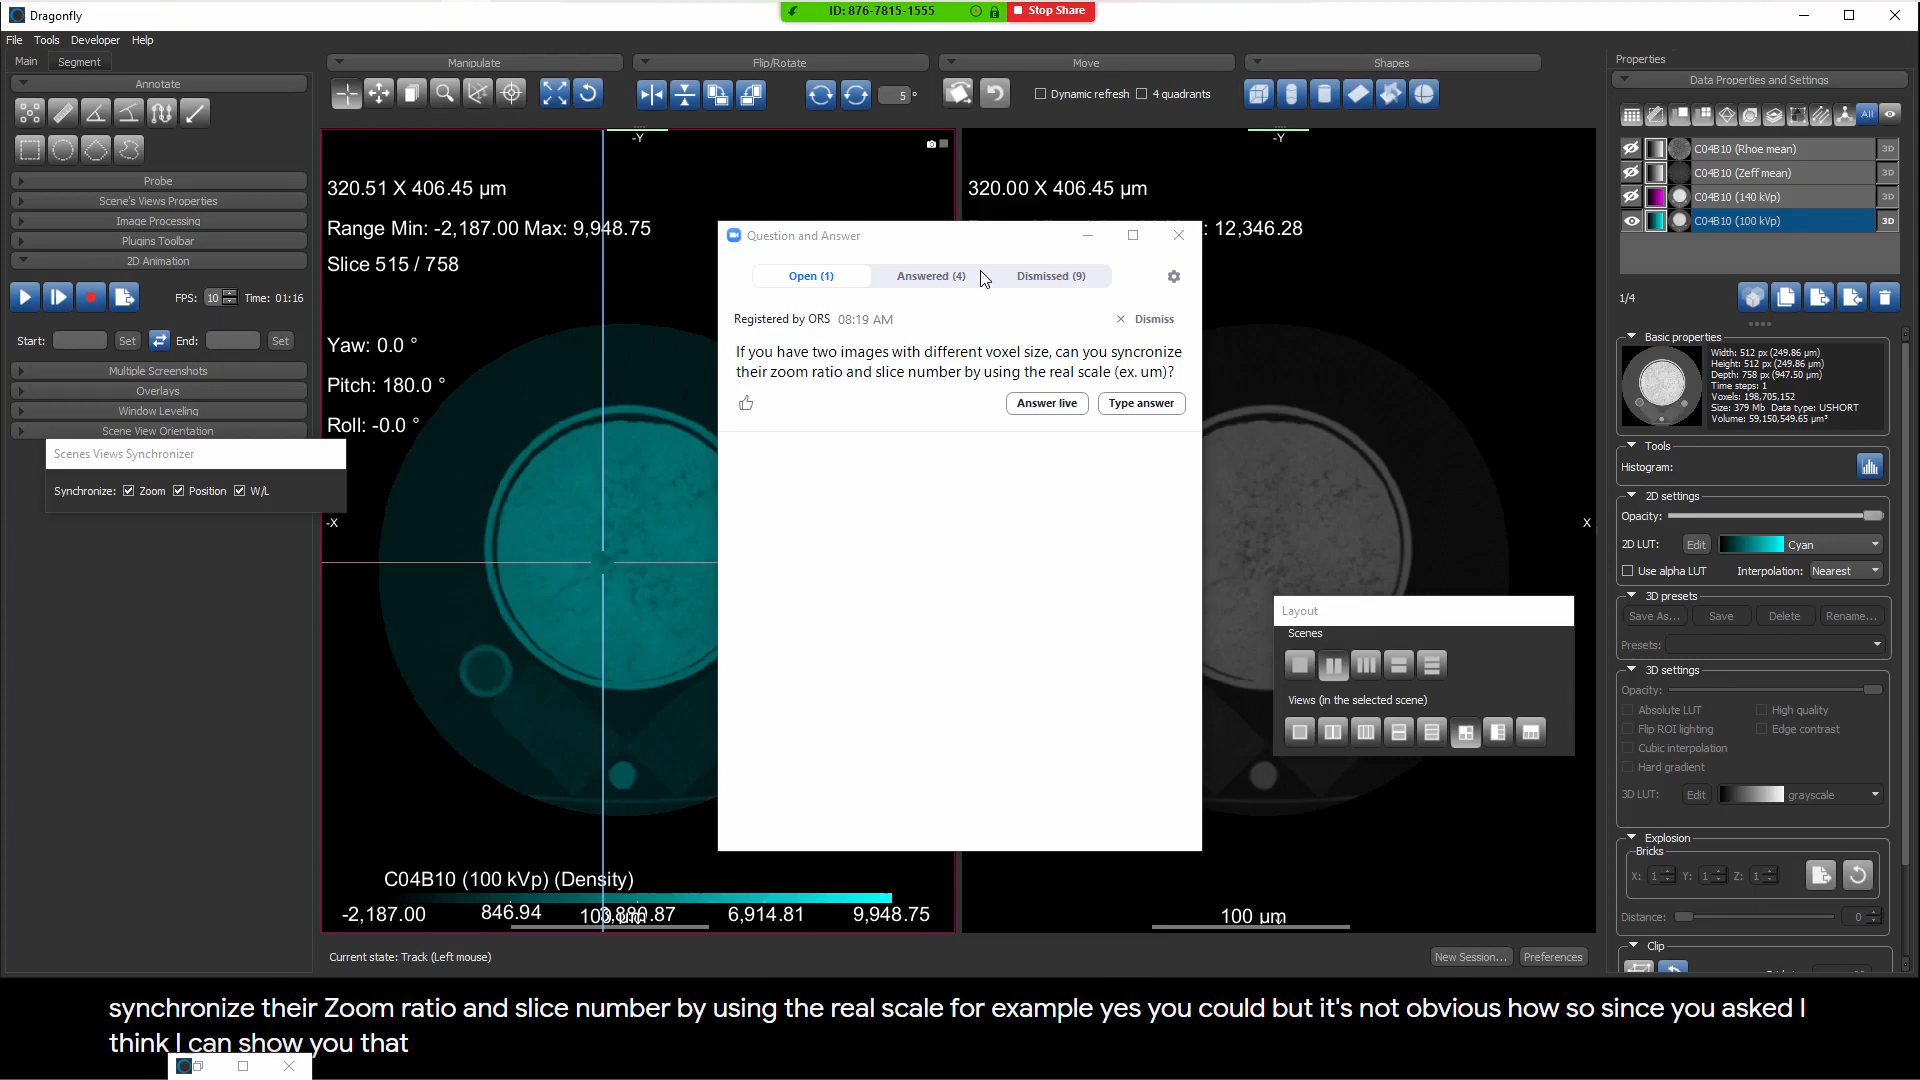 Dragonfly
ID: 876-7815-1555
Stop Share
File Tools Developer Help
Main Segment
Annotate
Manipulate
Flip/Rotate
Move
Shapes
5 °
Dynamic refresh
4 quadrants
Probe
Scene's Views Properties
Image Processing
Plugins Toolbar
2D Animation
FPS: 10 Time: 01:16
Start: Set End: Set
Multiple Screenshots
Overlays
Window Leveling
Scene View Orientation
Scenes Views Synchronizer
Synchronize: Zoom Position W/L
-Y
320.51 X 406.45 µm
Range Min: -2,187.00 Max: 9,948.75
Slice 515 / 758
Yaw: 0.0 °
Pitch: 180.0 °
Roll: -0.0 °
-X
C04B10 (100 kVp) (Density)
-2,187.00 846.94 6,914.81 9,948.75
100 µm
-Y
320.00 X 406.45 µm
: 12,346.28
X
100 µm
Question and Answer
Open (1) Answered (4) Dismissed (9)
Registered by ORS 08:19 AM
Dismiss
If you have two images with different voxel size, can you syncronize
their zoom ratio and slice number by using the real scale (ex. um)?
Answer live Type answer
Layout
Scenes
Views (in the selected scene)
Current state: Track (Left mouse)
New Session... Preferences
Properties
Data Properties and Settings
All
C04B10 (Rhoe mean) 3D
C04B10 (Zeff mean) 3D
C04B10 (140 kVp) 3D
C04B10 (100 kVp) 3D
1/4
Basic properties
Width: 512 px (249.86 µm)
Height: 512 px (249.86 µm)
Depth: 758 px (947.50 µm)
Time steps: 1
Voxels: 198,705,152
Size: 379 Mb Data type: USHORT
Volume: 59,150,549.65 µm³
Tools
Histogram:
2D settings
Opacity:
2D LUT: Edit Cyan
Use alpha LUT Interpolation: Nearest
3D presets
Save As... Save Delete Rename...
Presets:
3D settings
Opacity:
Absolute LUT High quality
Flip ROI lighting Edge contrast
Cubic interpolation
Hard gradient
3D LUT: Edit grayscale
Explosion
Bricks
X: 1 Y: 1 Z: 1
Distance: 0
Clip
synchronize their Zoom ratio and slice number by using the real scale for example yes you could but it's not obvious how so since you asked I
think I can show you that